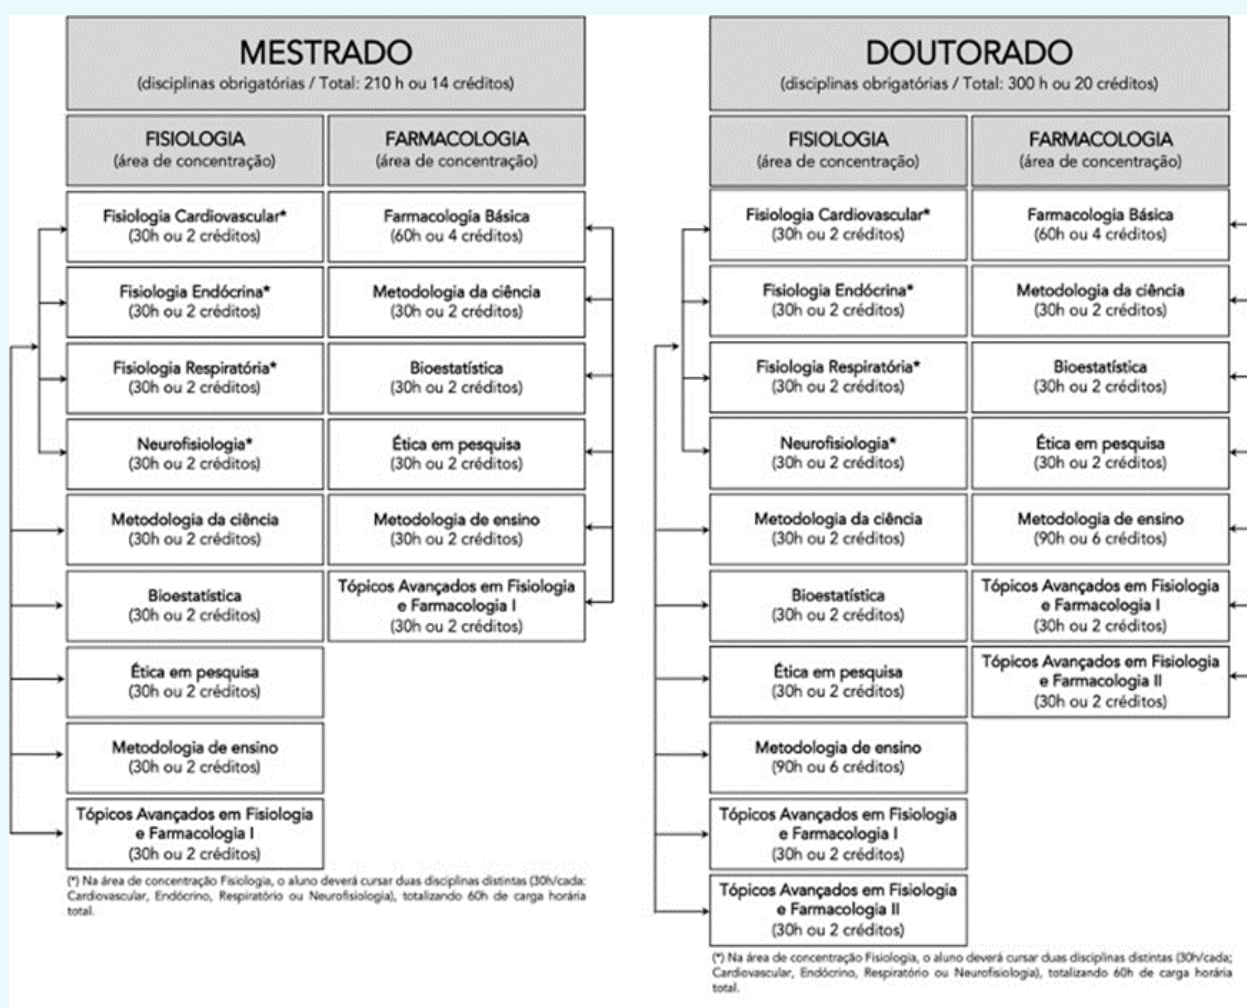 MESTRADO
(disciplinas obrigatórias / Total: 210 h ou 14 créditos)
FISIOLOGIA
(área de concentração)
FARMACOLOGIA
(área de concentração)
Fisiologia Cardiovascular*
(30h ou 2 créditos)
Farmacologia Básica
(60h ou 4 créditos)
Fisiologia Endócrina*
(30h ou 2 créditos)
Metodologia da ciência
(30h ou 2 créditos)
Fisiologia Respiratória*
(30h ou 2 créditos)
Bioestatística
(30h ou 2 créditos)
Neurofisiologia*
(30h ou 2 créditos)
Ética em pesquisa
(30h ou 2 créditos)
Metodologia da ciência
(30h ou 2 créditos)
Metodologia de ensino
(30h ou 2 créditos)
Bioestatística
(30h ou 2 créditos)
Tópicos Avançados em Fisiologia
e Farmacologia I
(30h ou 2 créditos)
Ética em pesquisa
(30h ou 2 créditos)
Metodologia de ensino
(30h ou 2 créditos)
Tópicos Avançados em Fisiologia
e Farmacologia I
(30h ou 2 créditos)
(*) Na área de concentração Fisiologia, o aluno deverá cursar duas disciplinas distintas (30h/cada:
Cardiovascular, Endócrino, Respiratório ou Neurofisiologia), totalizando 60h de carga horária
total.
DOUTORADO
(disciplinas obrigatórias / Total: 300 h ou 20 créditos)
FISIOLOGIA
(área de concentração)
FARMACOLOGIA
(área de concentração)
Fisiologia Cardiovascular*
(30h ou 2 créditos)
Farmacologia Básica
(60h ou 4 créditos)
Fisiologia Endócrina*
(30h ou 2 créditos)
Metodologia da ciência
(30h ou 2 créditos)
Fisiologia Respiratória*
(30h ou 2 créditos)
Bioestatística
(30h ou 2 créditos)
Neurofisiologia*
(30h ou 2 créditos)
Ética em pesquisa
(30h ou 2 créditos)
Metodologia da ciência
(30h ou 2 créditos)
Metodologia de ensino
(90h ou 6 créditos)
Bioestatística
(30h ou 2 créditos)
Tópicos Avançados em Fisiologia
e Farmacologia I
(30h ou 2 créditos)
Ética em pesquisa
(30h ou 2 créditos)
Tópicos Avançados em Fisiologia
e Farmacologia II
(30h ou 2 créditos)
Metodologia de ensino
(90h ou 6 créditos)
Tópicos Avançados em Fisiologia
e Farmacologia I
(30h ou 2 créditos)
Tópicos Avançados em Fisiologia
e Farmacologia II
(30h ou 2 créditos)
(*) Na área de concentração Fisiologia, o aluno deverá cursar duas disciplinas distintas (30h/cada;
Cardiovascular, Endócrino, Respiratório ou Neurofisiologia), totalizando 60h de carga horária
total.